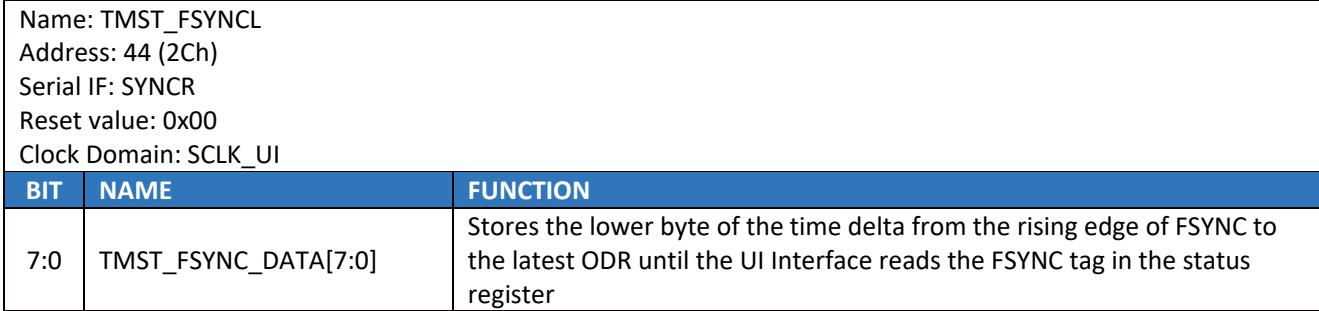 Name: TMST_FSYNCL
Address: 44 (2Ch)
Serial IF: SYNCR
Reset value: 0x00
Clock Domain: SCLK_UI
BIT NAME FUNCTION
7:0 TMST_FSYNC_DATA[7:0] Stores the lower byte of the time delta from the rising edge of FSYNC to
the latest ODR until the UI Interface reads the FSYNC tag in the status
register